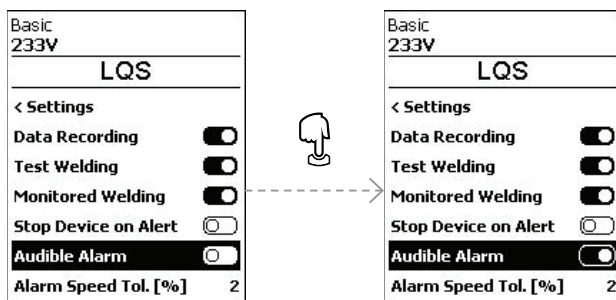 Basic
233V
LQS
< Settings
Data Recording
Test Welding
Monitored Welding
Stop Device on Alert
Audible Alarm
Alarm Speed Tol. [%] 2
Basic
233V
LQS
< Settings
Data Recording
Test Welding
Monitored Welding
Stop Device on Alert
Audible Alarm
Alarm Speed Tol. [%] 2